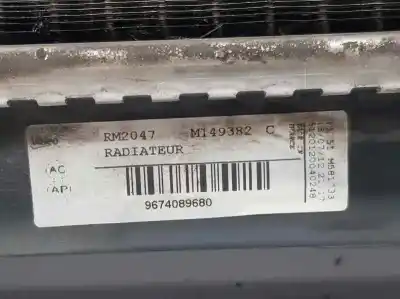 RM2047 M149382 C
RADIATEUR
(AC
(AP)
9674089680